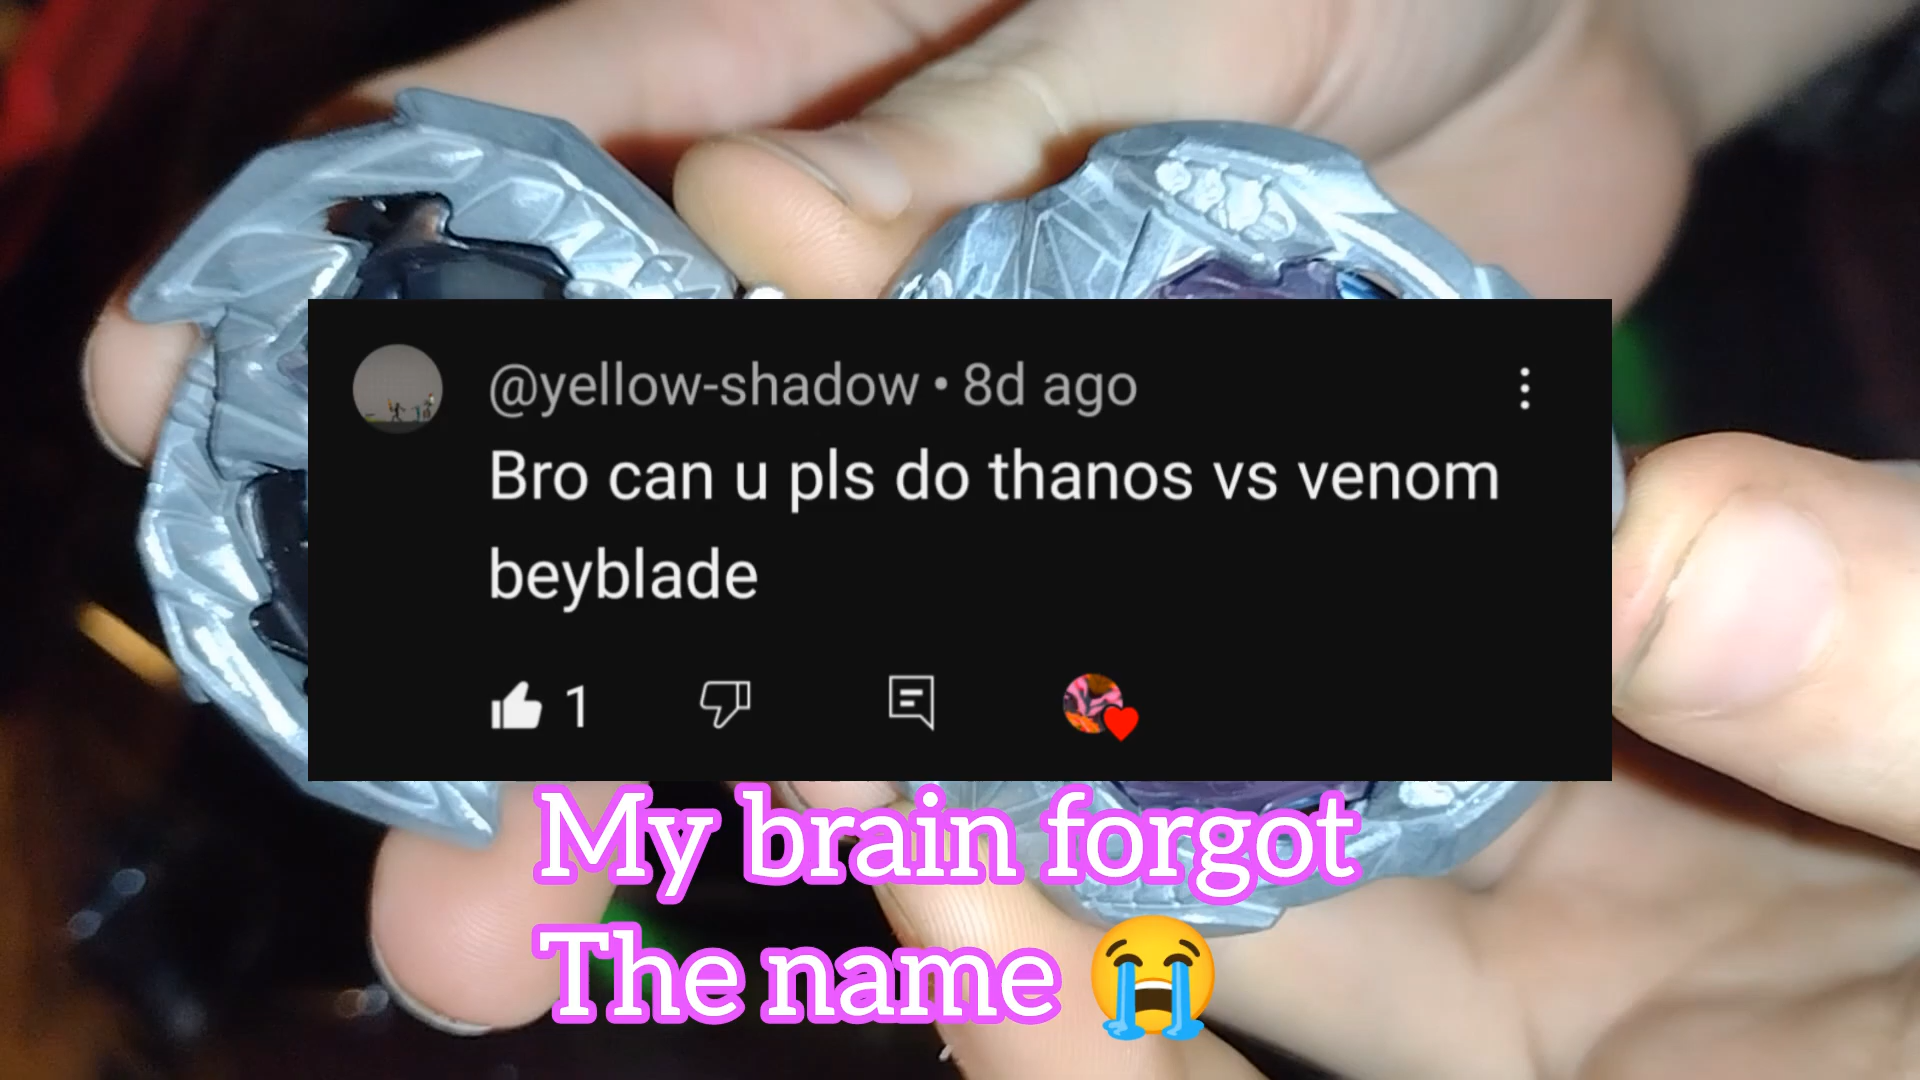 @yellow-shadow • 8d ago
Bro can u pls do thanos vs venom
beyblade
1
My brain forgot
The name 😭